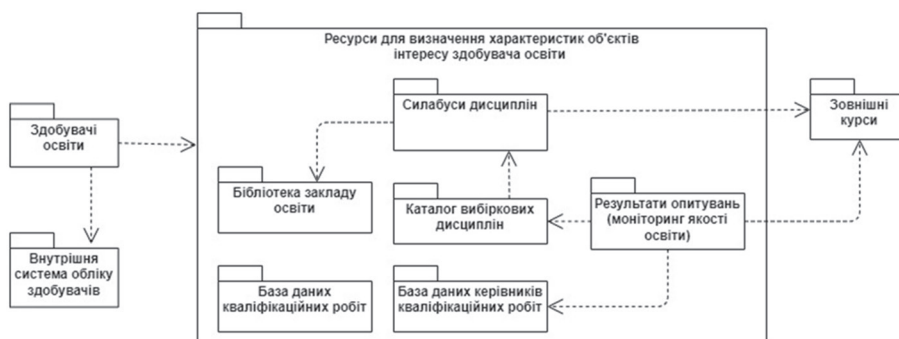 Ресурси для визначення характеристик об'єктів
інтересу здобувача освіти
Здобувачі
освіти
Силабуси дисциплін
Зовнішні
курси
Бібліотека закладу
освіти
Каталог вибіркових
дисциплін
Результати опитувань
(моніторинг якості
освіти)
Внутрішня
система обліку
здобувачів
База даних
кваліфікаційних робіт
База даних керівників
кваліфікаційних робіт